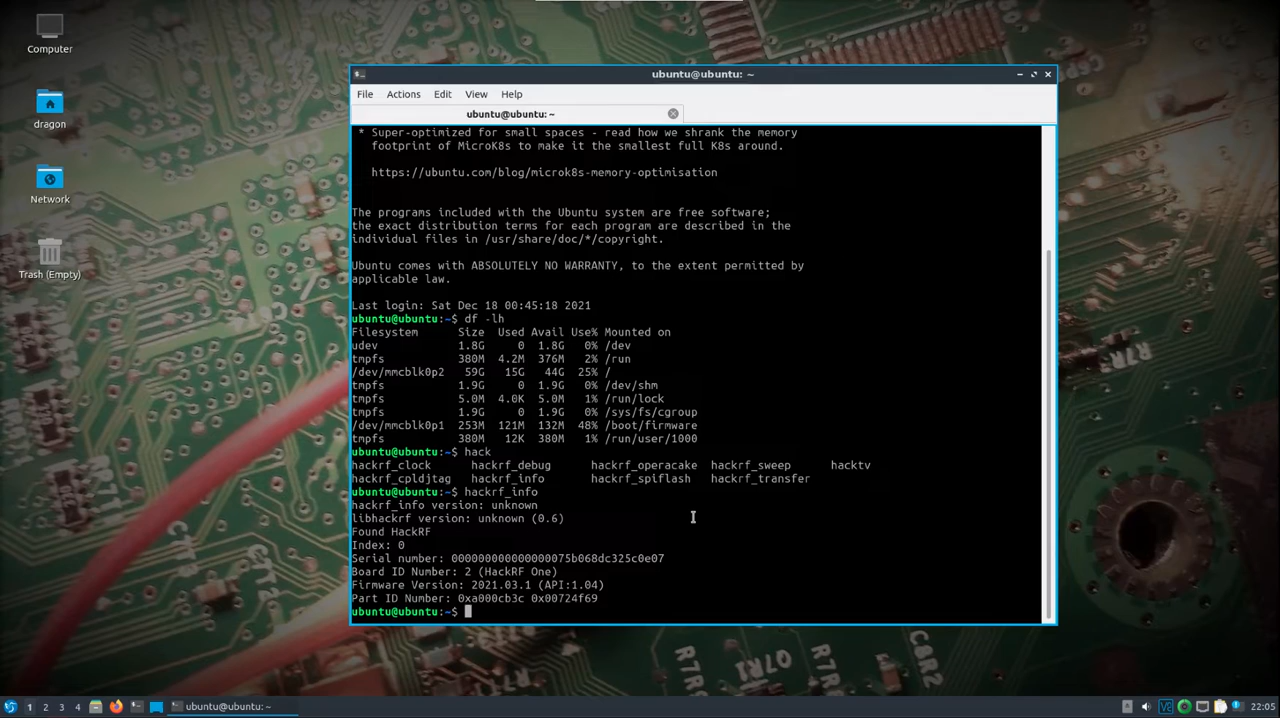 Computer
dragon
Network
Trash (Empty)
ubuntu@ubuntu: ~
File Actions Edit View Help
ubuntu@ubuntu: ~
* Super-optimized for small spaces - read how we shrank the memory
footprint of MicroK8s to make it the smallest full K8s around.
https://ubuntu.com/blog/microk8s-memory-optimisation
The programs included with the Ubuntu system are free software;
the exact distribution terms for each program are described in the
individual files in /usr/share/doc/*/copyright.
Ubuntu comes with ABSOLUTELY NO WARRANTY, to the extent permitted by
applicable law.
Last login: Sat Dec 18 00:45:18 2021
ubuntu@ubuntu:~$ df -lh
Filesystem      Size  Used Avail Use% Mounted on
udev            1.8G     0  1.8G   0% /dev
tmpfs           380M  4.2M  376M   2% /run
/dev/mmcblk0p2   59G   15G   44G  25% /
tmpfs           1.9G     0  1.9G   0% /dev/shm
tmpfs           5.0M  4.0K  5.0M   1% /run/lock
tmpfs           1.9G     0  1.9G   0% /sys/fs/cgroup
/dev/mmcblk0p1  253M  121M  132M  48% /boot/firmware
tmpfs           380M   12K  380M   1% /run/user/1000
ubuntu@ubuntu:~$ hack
hackrf_clock hackrf_debug hackrf_operacake hackrf_sweep hacktv
hackrf_cpldjtag hackrf_info hackrf_spiflash hackrf_transfer
ubuntu@ubuntu:~$ hackrf_info
hackrf_info version: unknown
libhackrf version: unknown (0.6)
Found HackRF
Index: 0
Serial number: 000000000000000075b068dc325c0e07
Board ID Number: 2 (HackRF One)
Firmware Version: 2021.03.1 (API:1.04)
Part ID Number: 0xa000cb3c 0x00724f69
ubuntu@ubuntu:~$
1 2 3 4 ubuntu@ubuntu: ~ 22:05